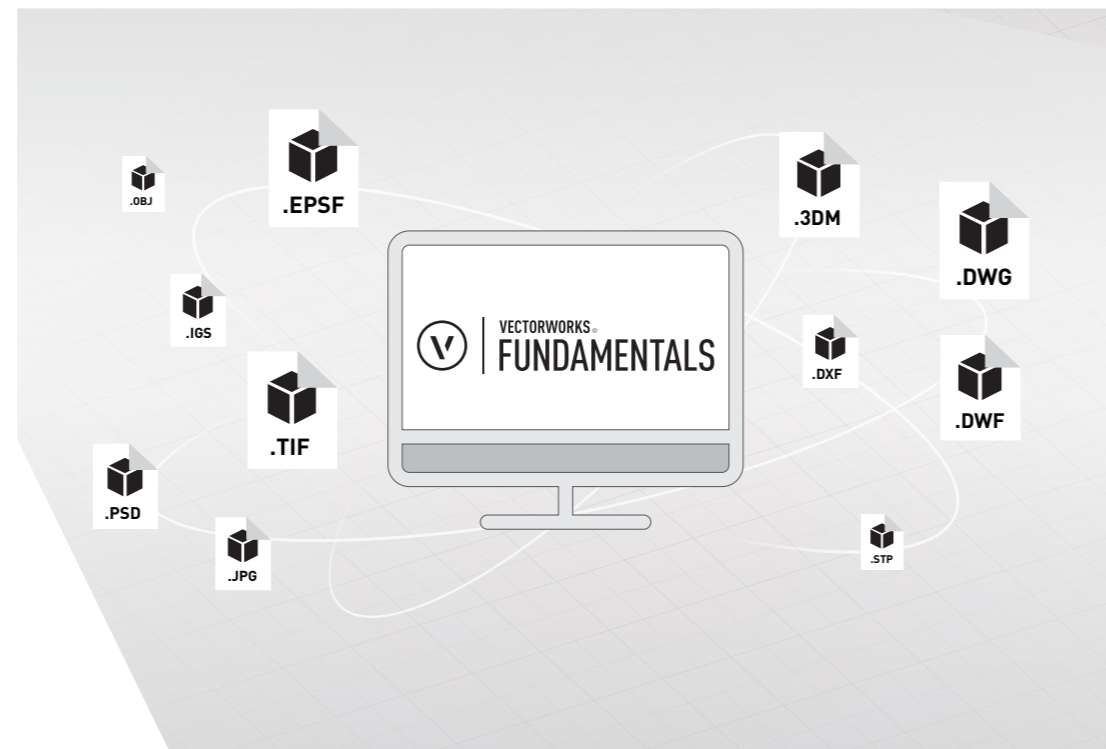 .OBJ
.EPSF
.3DM
.DWG
.IGS
VECTORWORKS®
FUNDAMENTALS
.DXF
.TIF
.DWF
.PSD
.JPG
.STP